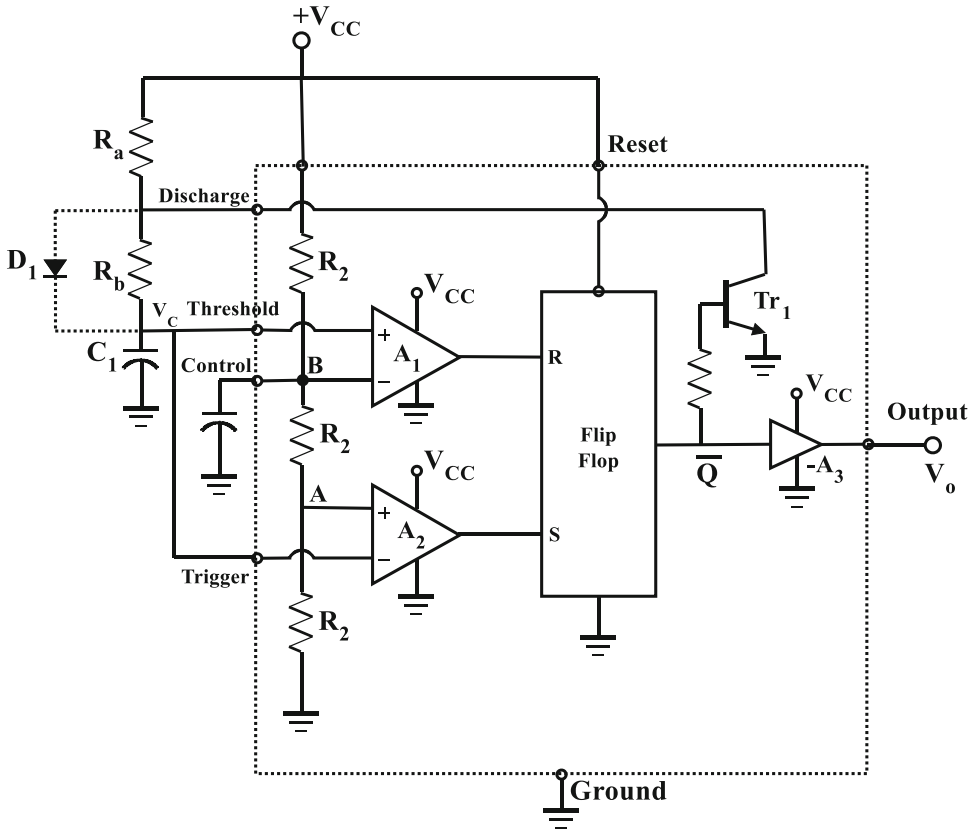 +VCC
Reset
Ra
Discharge
D1
Rb
R2
VCC
Tr1
VC
Threshold
+
A1
R
C1
Control
B
−
VCC
Output
R2
Flip
Flop
VCC
-A3
Q̅
Vo
A
+
A2
S
Trigger
−
R2
Ground